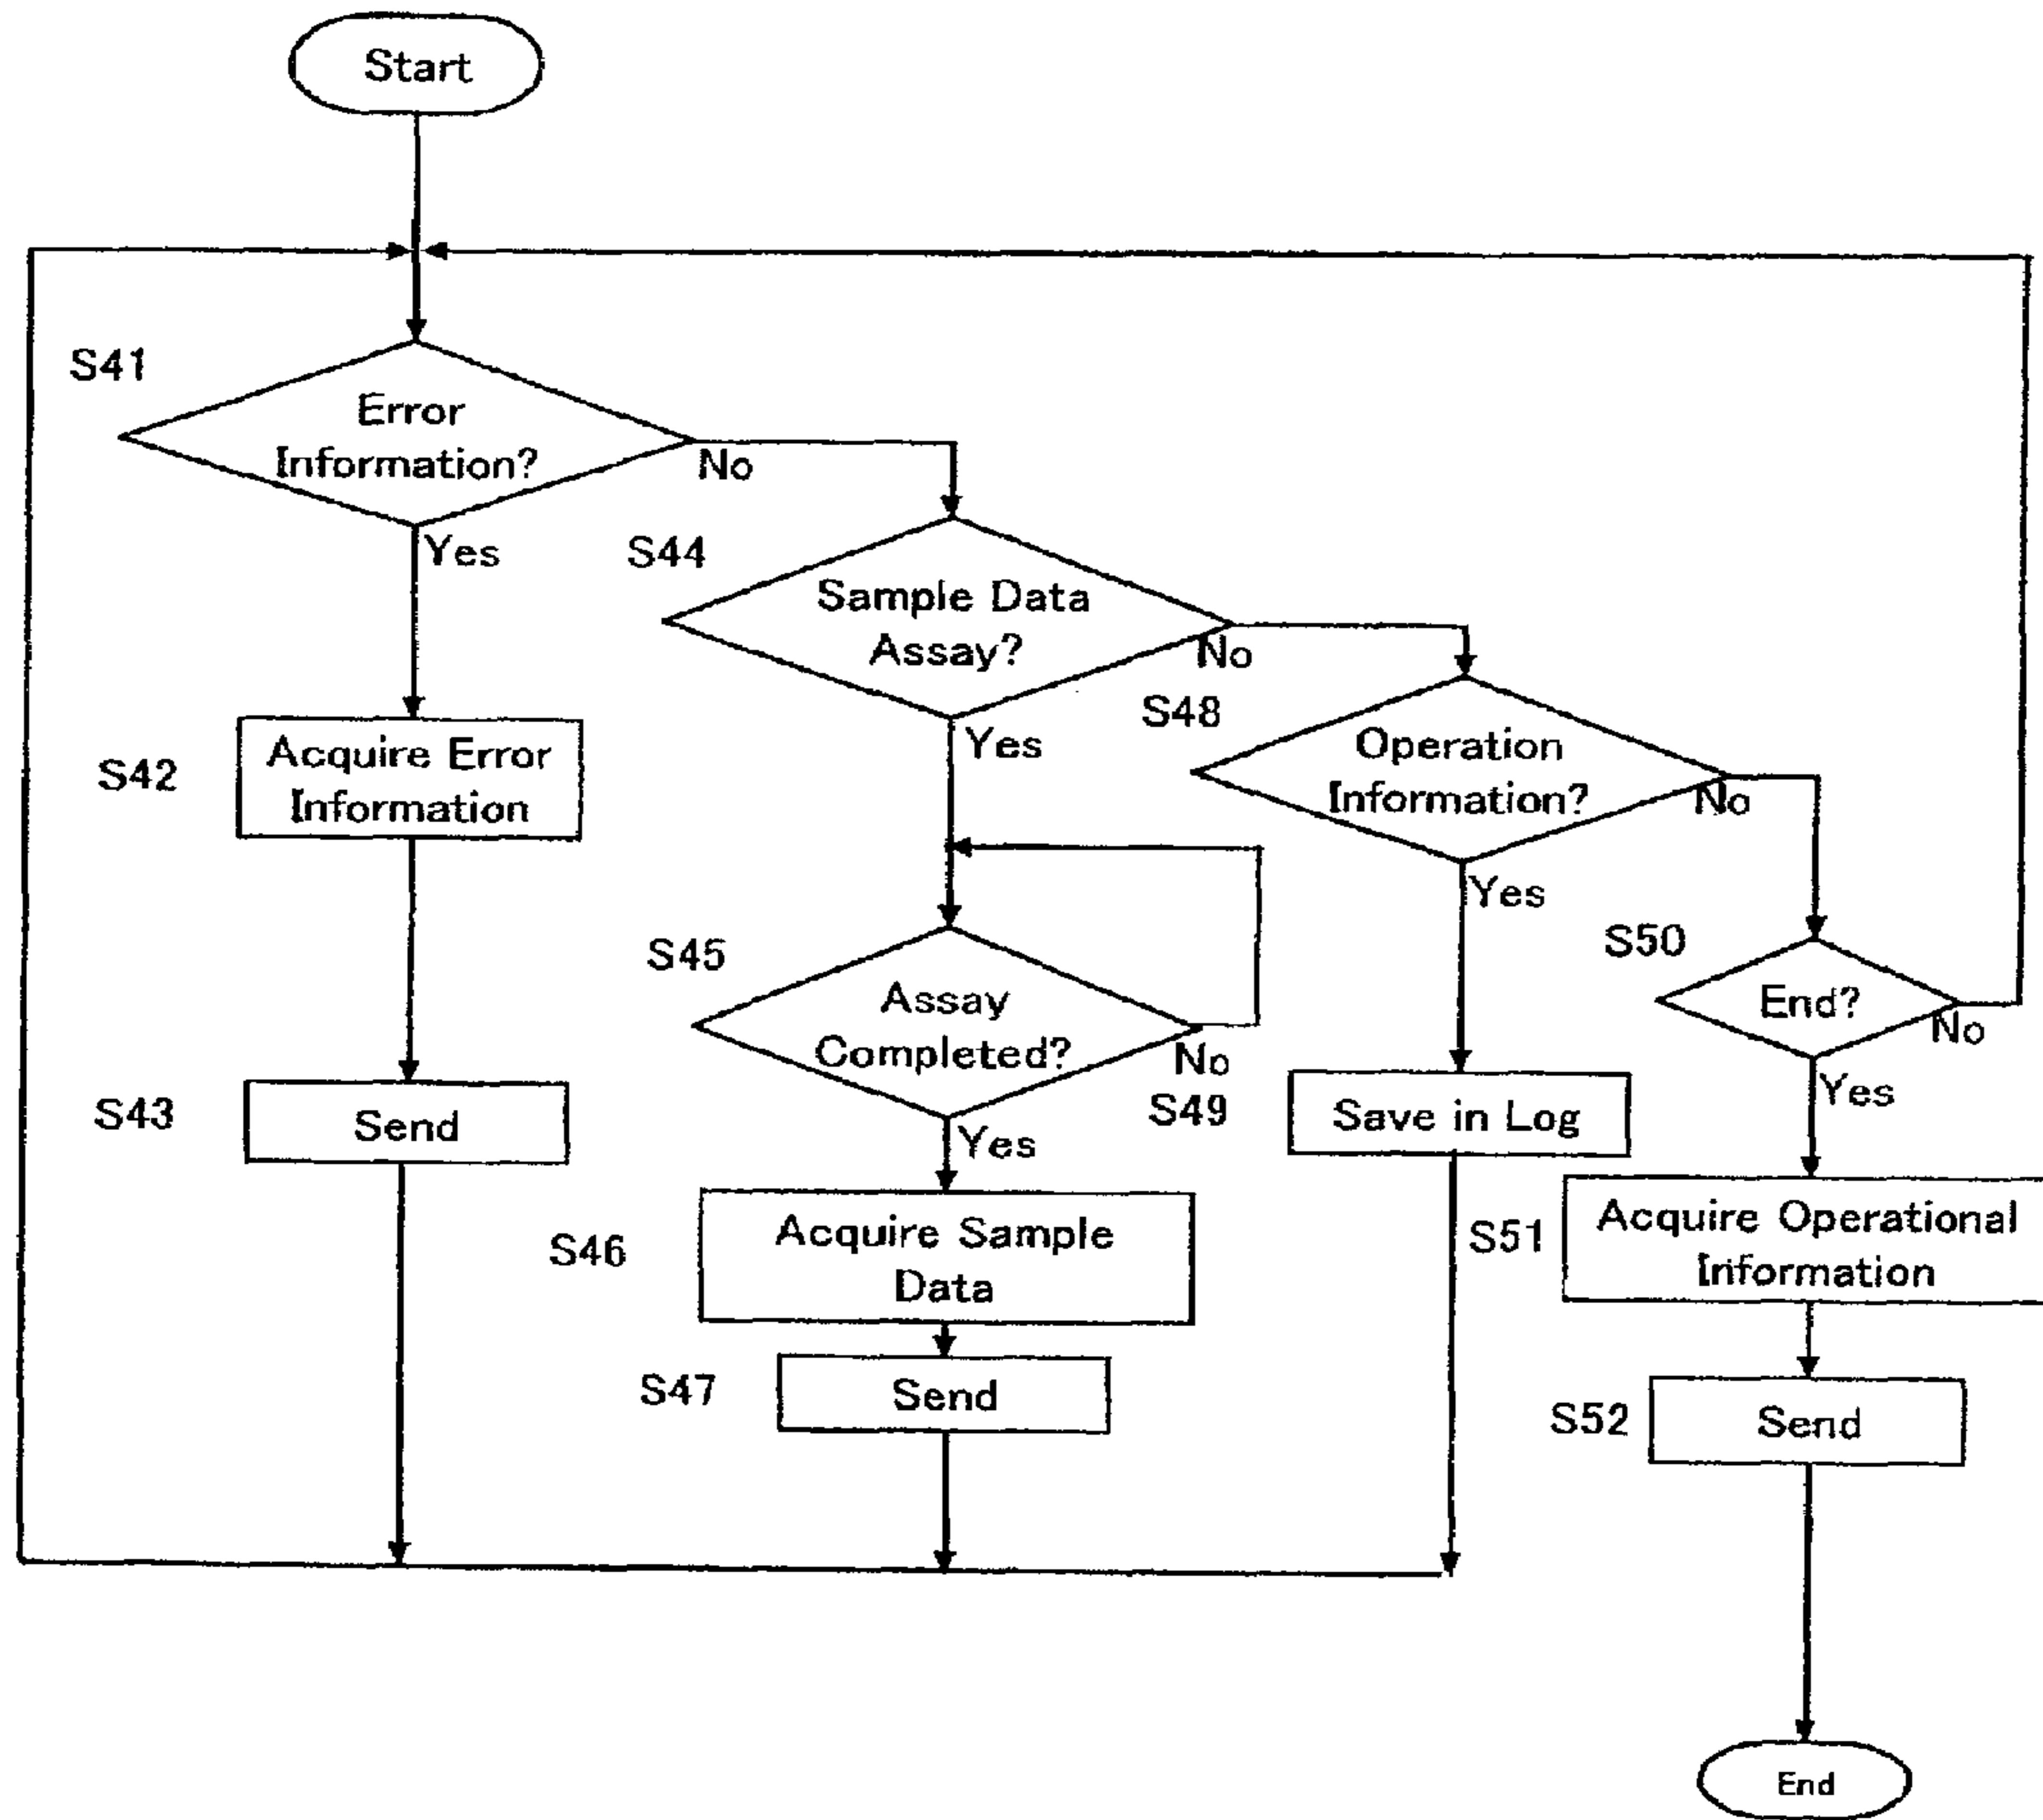 Start
S41
Error
Information?
No
Yes
S44
Sample Data
Assay?
No
Yes
S42
Acquire Error
Information
S48
Operation
Information?
No
Yes
S45
Assay
Completed?
No
Yes
S50
End?
No
Yes
S43
Send
S49
Save in Log
S46
Acquire Sample
Data
S51
Acquire Operational
Information
S47
Send
S52
Send
End